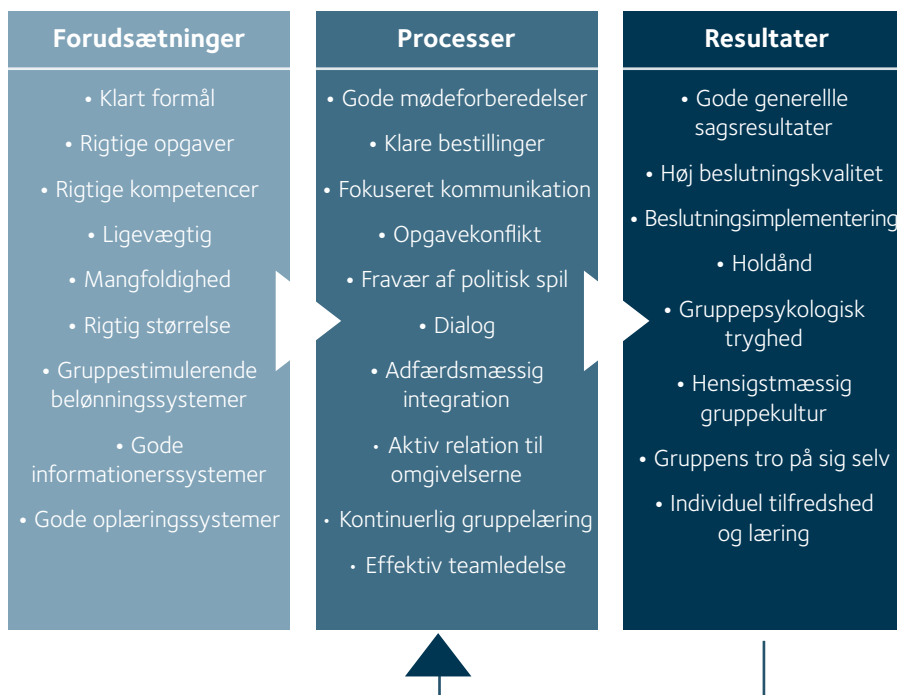 Forudsætninger
• Klart formål
• Rigtige opgaver
• Rigtige kompetencer
• Ligevægtig
• Mangfoldighed
• Rigtig størrelse
• Gruppestimulerende
belønningssystemer
• Gode
informationerssystemer
• Gode oplæringssystemer
Processer
• Gode mødeforberedelser
• Klare bestillinger
• Fokuseret kommunikation
• Opgavekonflikt
• Fravær af politisk spil
• Dialog
• Adfærdsmæssig
integration
• Aktiv relation til
omgivelserne
• Kontinuerlig gruppelæring
• Effektiv teamledelse
Resultater
• Gode generellle
sagsresultater
• Høj beslutningskvalitet
• Beslutningsimplementering
• Holdånd
• Gruppepsykologisk
tryghed
• Hensigstmæssig
gruppekultur
• Gruppens tro på sig selv
• Individuel tilfredshed
og læring